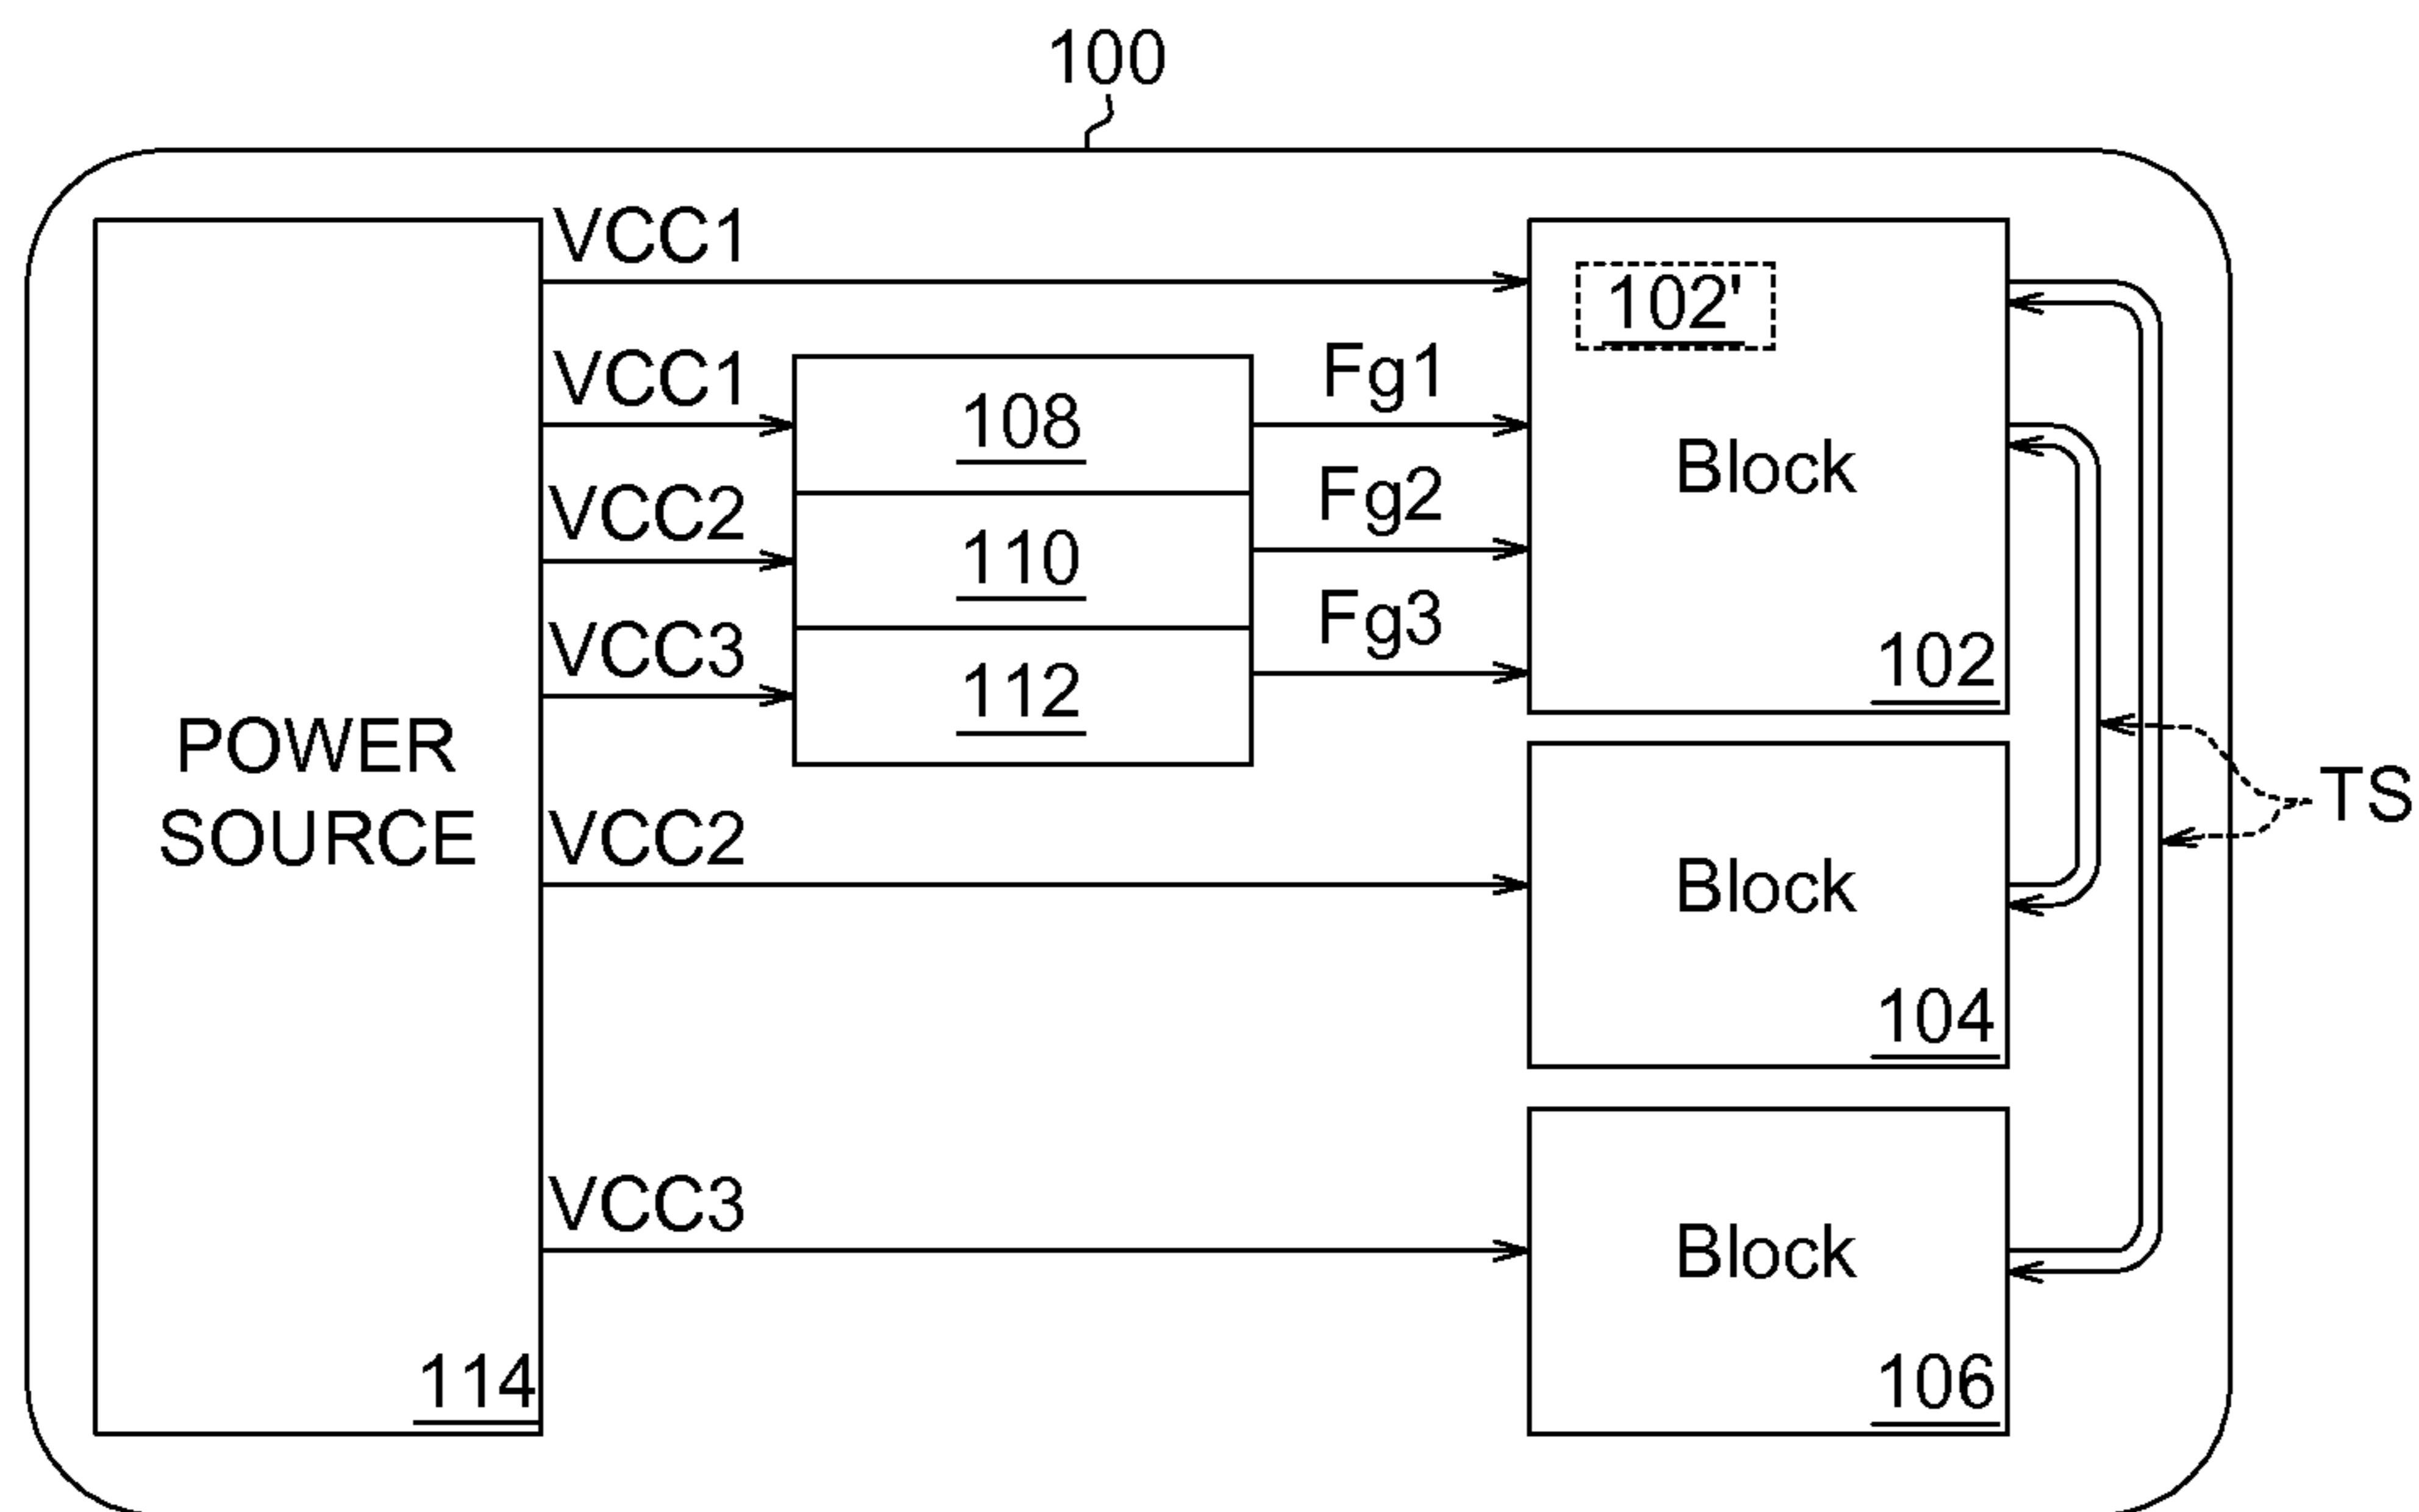 100
VCC1
102'
VCC1
108
Fg1
Block
VCC2
110
Fg2
VCC3
112
Fg3
102
POWER
SOURCE
TS
VCC2
Block
104
VCC3
Block
114
106